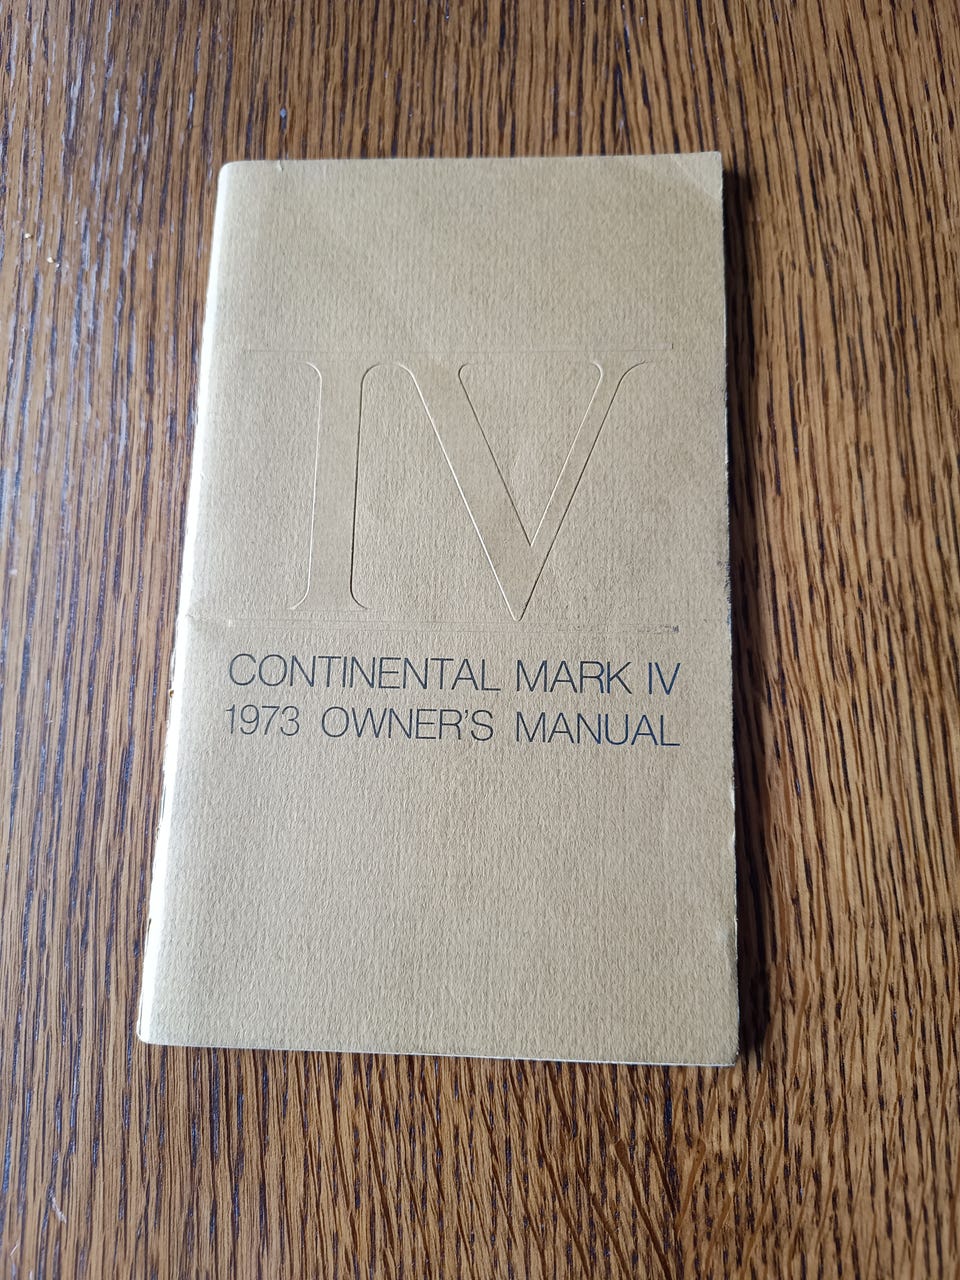 IV
CONTINENTAL MARK IV
1973 OWNER'S MANUAL